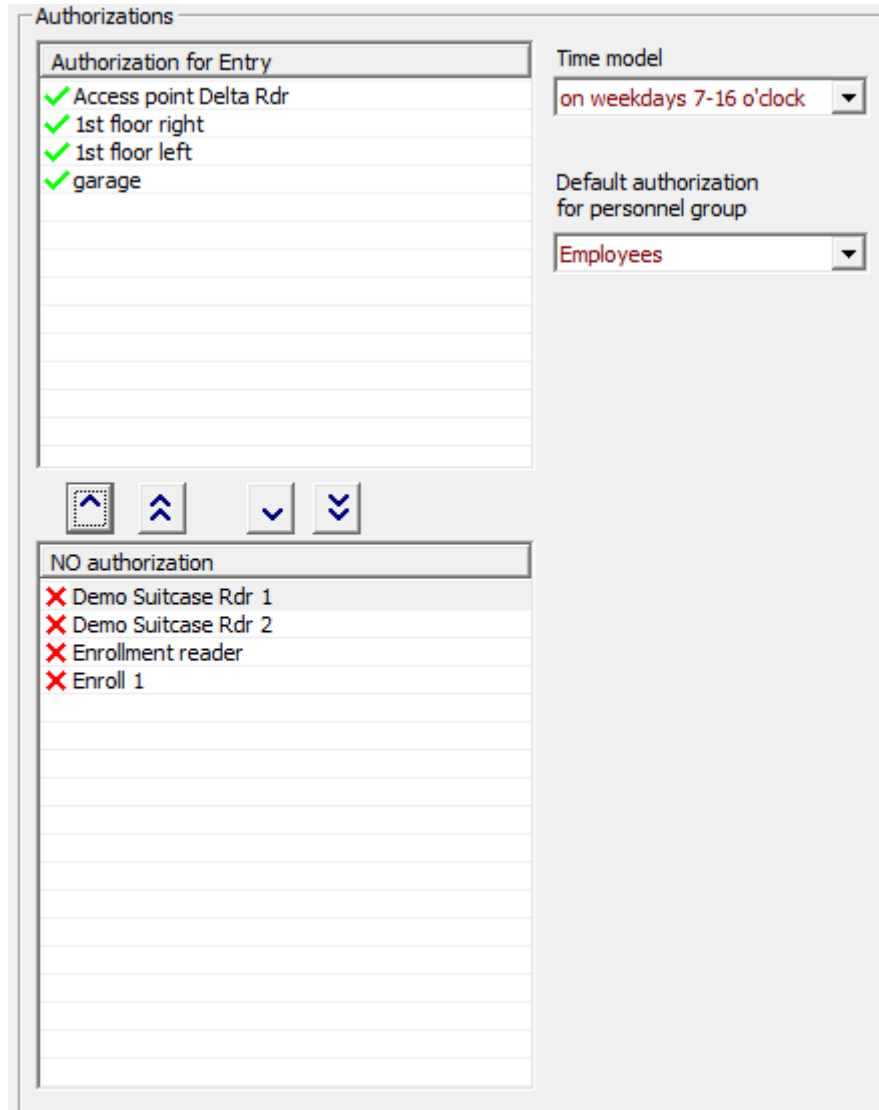 Authorizations
Authorization for Entry
Access point Delta Rdr
1st floor right
1st floor left
garage
Time model
on weekdays 7-16 o'clock
Default authorization
for personnel group
Employees
NO authorization
Demo Suitcase Rdr 1
Demo Suitcase Rdr 2
Enrollment reader
Enroll 1